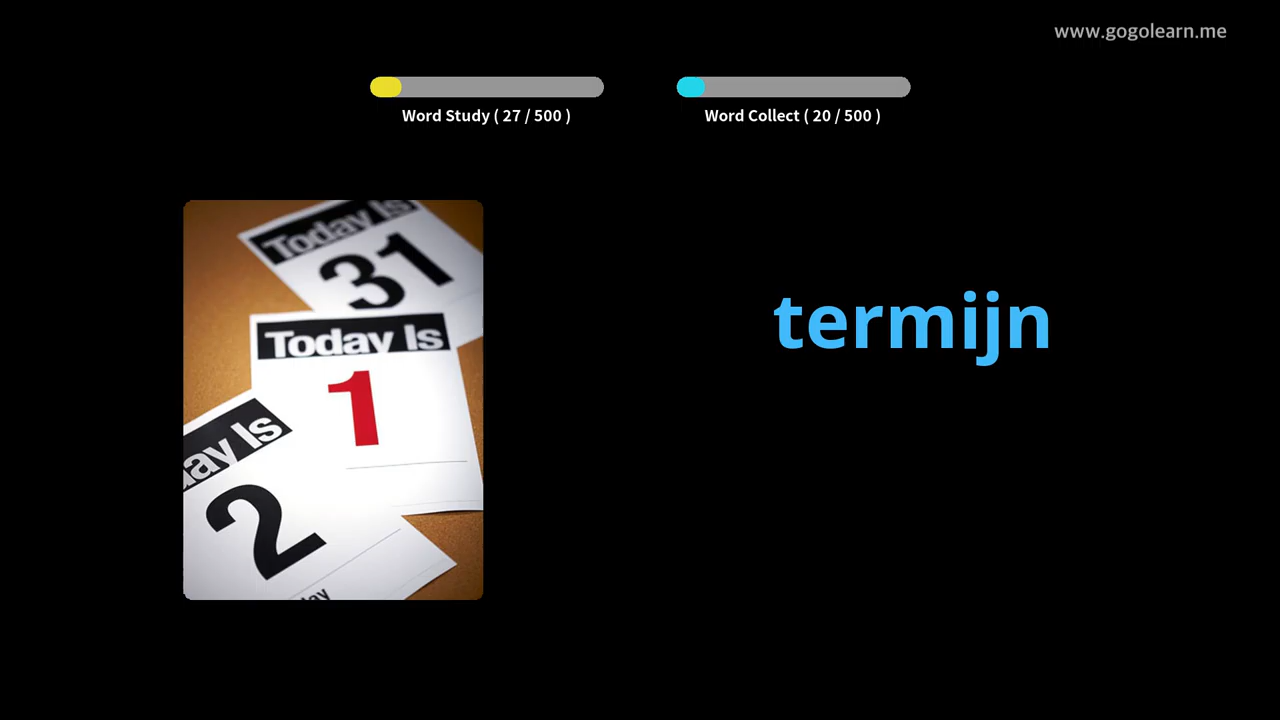 www.gogolearn.me
Word Study ( 27 / 500 )
Word Collect ( 20 / 500 )
Today Is
31
Today Is
1
ay Is
2
termijn